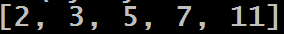 [2, 3, 5, 7, 11]